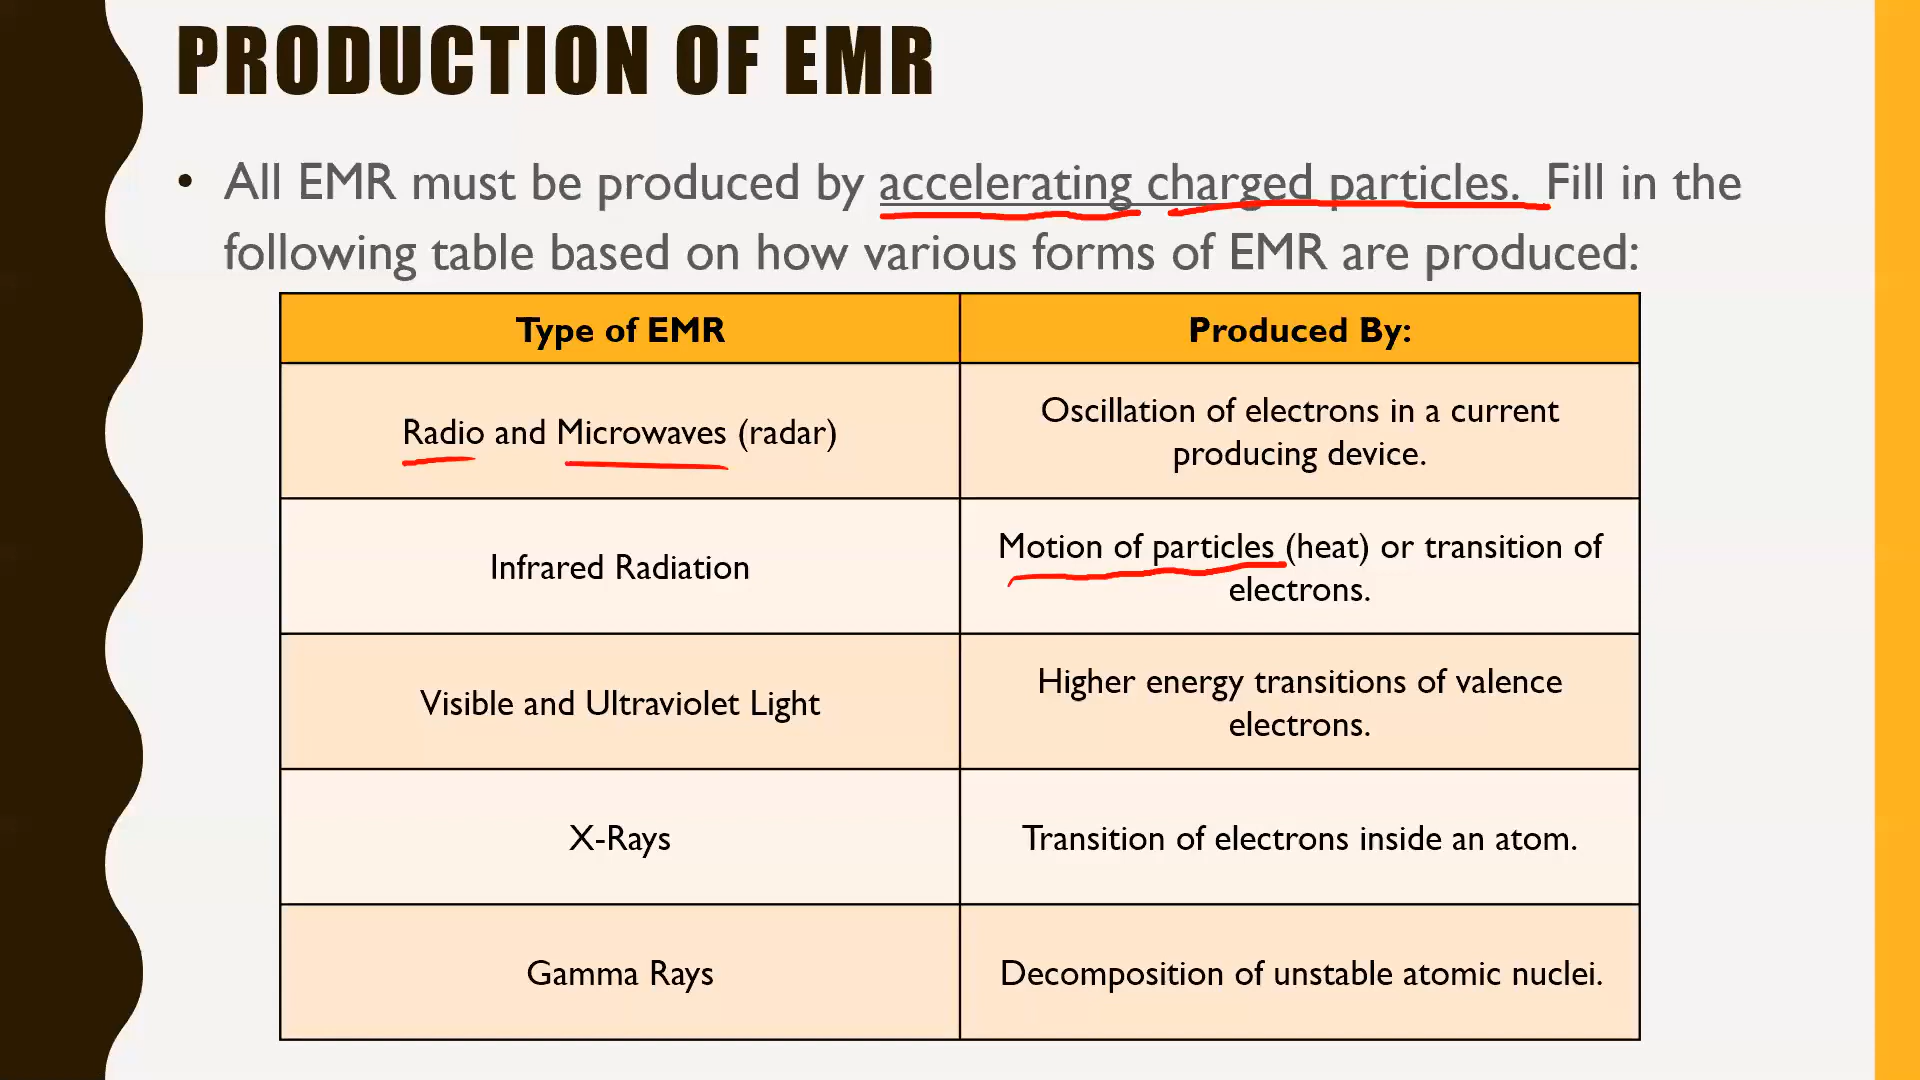 PRODUCTION OF EMR
• All EMR must be produced by accelerating charged particles. Fill in the
following table based on how various forms of EMR are produced:
Type of EMR
Produced By:
Radio and Microwaves (radar)
Oscillation of electrons in a current
producing device.
Infrared Radiation
Motion of particles (heat) or transition of
electrons.
Visible and Ultraviolet Light
Higher energy transitions of valence
electrons.
X-Rays
Transition of electrons inside an atom.
Gamma Rays
Decomposition of unstable atomic nuclei.